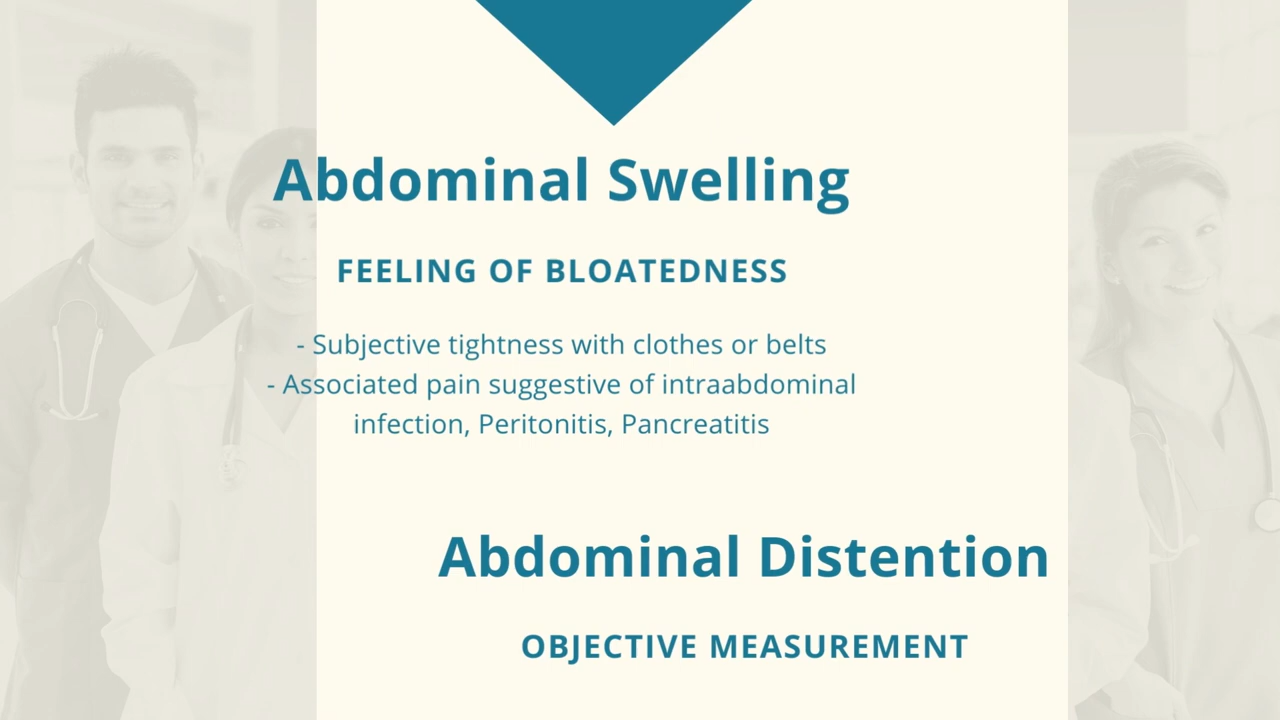 Abdominal Swelling
FEELING OF BLOATEDNESS
- Subjective tightness with clothes or belts
- Associated pain suggestive of intraabdominal
infection, Peritonitis, Pancreatitis
Abdominal Distention
OBJECTIVE MEASUREMENT